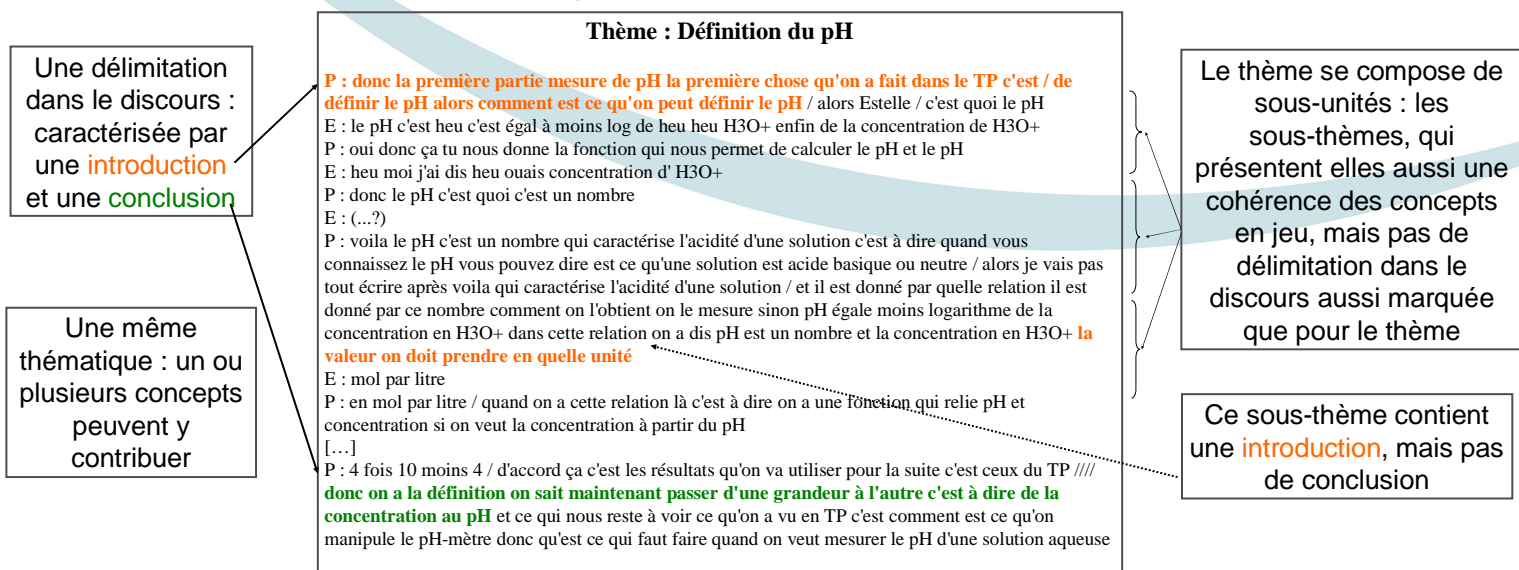 Une délimitation
dans le discours :
caractérisée par
une introduction
et une conclusion
Une même
thématique : un ou
plusieurs concepts
peuvent y
contribuer
Thème : Définition du pH
P : donc la première partie mesure de pH la première chose qu'on a fait dans le TP c'est / de
définir le pH alors comment est ce qu'on peut définir le pH / alors Estelle / c'est quoi le pH
E : le pH c'est heu c'est égal à moins log de heu heu H3O+ enfin de la concentration de H3O+
P : oui donc ça tu nous donne la fonction qui nous permet de calculer le pH et le pH
E : heu moi j'ai dis heu ouais concentration d' H3O+
P : donc le pH c'est quoi c'est un nombre
E : (...?)
P : voila le pH c'est un nombre qui caractérise l'acidité d'une solution c'est à dire quand vous
connaissez le pH vous pouvez dire est ce qu'une solution est acide basique ou neutre / alors je vais pas
tout écrire après voila qui caractérise l'acidité d'une solution / et il est donné par quelle relation il est
donné par ce nombre comment on l'obtient on le mesure sinon pH égale moins logarithme de la
concentration en H3O+ dans cette relation on a dis pH est un nombre et la concentration en H3O+ la
valeur on doit prendre en quelle unité
E : mol par litre
P : en mol par litre / quand on a cette relation là c'est à dire on a une fonction qui relie pH et
concentration si on veut la concentration à partir du pH
[…]
P : 4 fois 10 moins 4 / d'accord ça c'est les résultats qu'on va utiliser pour la suite c'est ceux du TP ////
donc on a la définition on sait maintenant passer d'une grandeur à l'autre c'est à dire de la
concentration au pH et ce qui nous reste à voir ce qu'on a vu en TP c'est comment est ce qu'on
manipule le pH-mètre donc qu'est ce qui faut faire quand on veut mesurer le pH d'une solution aqueuse
Le thème se compose de
sous-unités : les
sous-thèmes, qui
présentent elles aussi une
cohérence des concepts
en jeu, mais pas de
délimitation dans le
discours aussi marquée
que pour le thème
Ce sous-thème contient
une introduction, mais pas
de conclusion